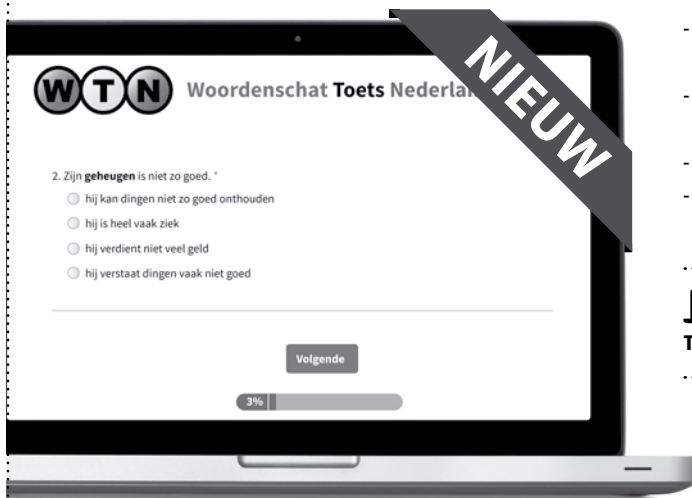 WTN Woordenschat Toets Nederla
NIEUW
2. Zijn geheugen is niet zo goed. *
hij kan dingen niet zo goed onthouden
hij is heel vaak ziek
hij verdient niet veel geld
hij verstaat dingen vaak niet goed
Volgende
3%